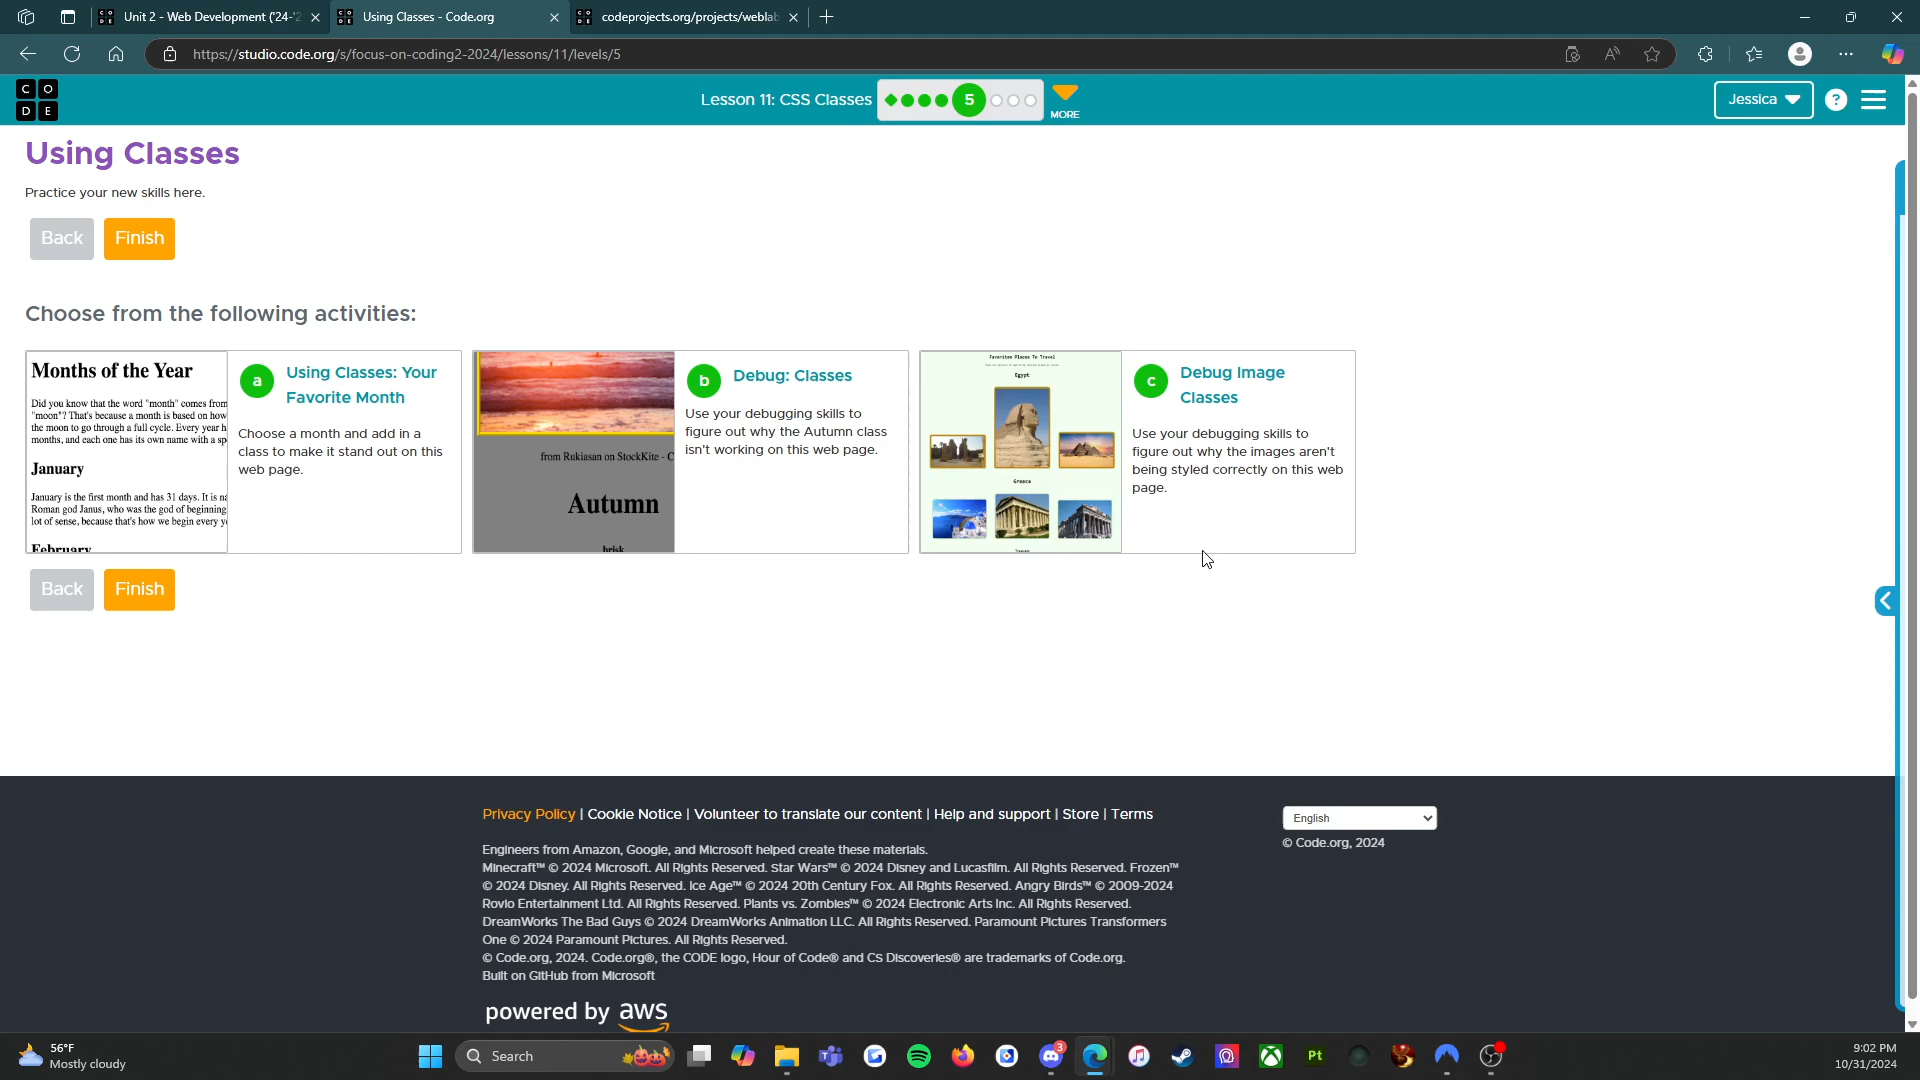 Unit 2 - Web Development ('24-'2
Using Classes - Code.org
codeprojects.org/projects/weblab
https://studio.code.org/s/focus-on-coding2-2024/lessons/11/levels/5
C O
D E
Lesson 11: CSS Classes
5
MORE
Jessica
?
Using Classes
Practice your new skills here.
Back
Finish
Choose from the following activities:
Months of the Year
Did you know that the word "month" comes from
"moon"? That's because a month is based on how
the moon to go through a full cycle. Every year h
months, and each one has its own name with a sp
January
January is the first month and has 31 days. It is na
Roman god Janus, who was the god of beginning
lot of sense, because that's how we begin every y
February
a
Using Classes: Your
Favorite Month
Choose a month and add in a
class to make it stand out on this
web page.
from Rukiasan on StockKite - C
Autumn
brisk
b
Debug: Classes
Use your debugging skills to
figure out why the Autumn class
isn't working on this web page.
Favorites Places To Travel
Egypt
Greece
c
Debug Image
Classes
Use your debugging skills to
figure out why the images aren't
being styled correctly on this web
page.
Back
Finish
Privacy Policy | Cookie Notice | Volunteer to translate our content | Help and support | Store | Terms
English
© Code.org, 2024
Engineers from Amazon, Google, and Microsoft helped create these materials.
Minecraft™ © 2024 Microsoft. All Rights Reserved. Star Wars™ © 2024 Disney and Lucasfilm. All Rights Reserved. Frozen™
© 2024 Disney. All Rights Reserved. Ice Age™ © 2024 20th Century Fox. All Rights Reserved. Angry Birds™ © 2009-2024
Rovio Entertainment Ltd. All Rights Reserved. Plants vs. Zombies™ © 2024 Electronic Arts Inc. All Rights Reserved.
DreamWorks The Bad Guys © 2024 DreamWorks Animation LLC. All Rights Reserved. Paramount Pictures Transformers
One © 2024 Paramount Pictures. All Rights Reserved.
© Code.org, 2024. Code.org®, the CODE logo, Hour of Code® and CS Discoveries® are trademarks of Code.org.
Built on GitHub from Microsoft
powered by aws
56°F
Mostly cloudy
Search
3
Pt
9:02 PM
10/31/2024